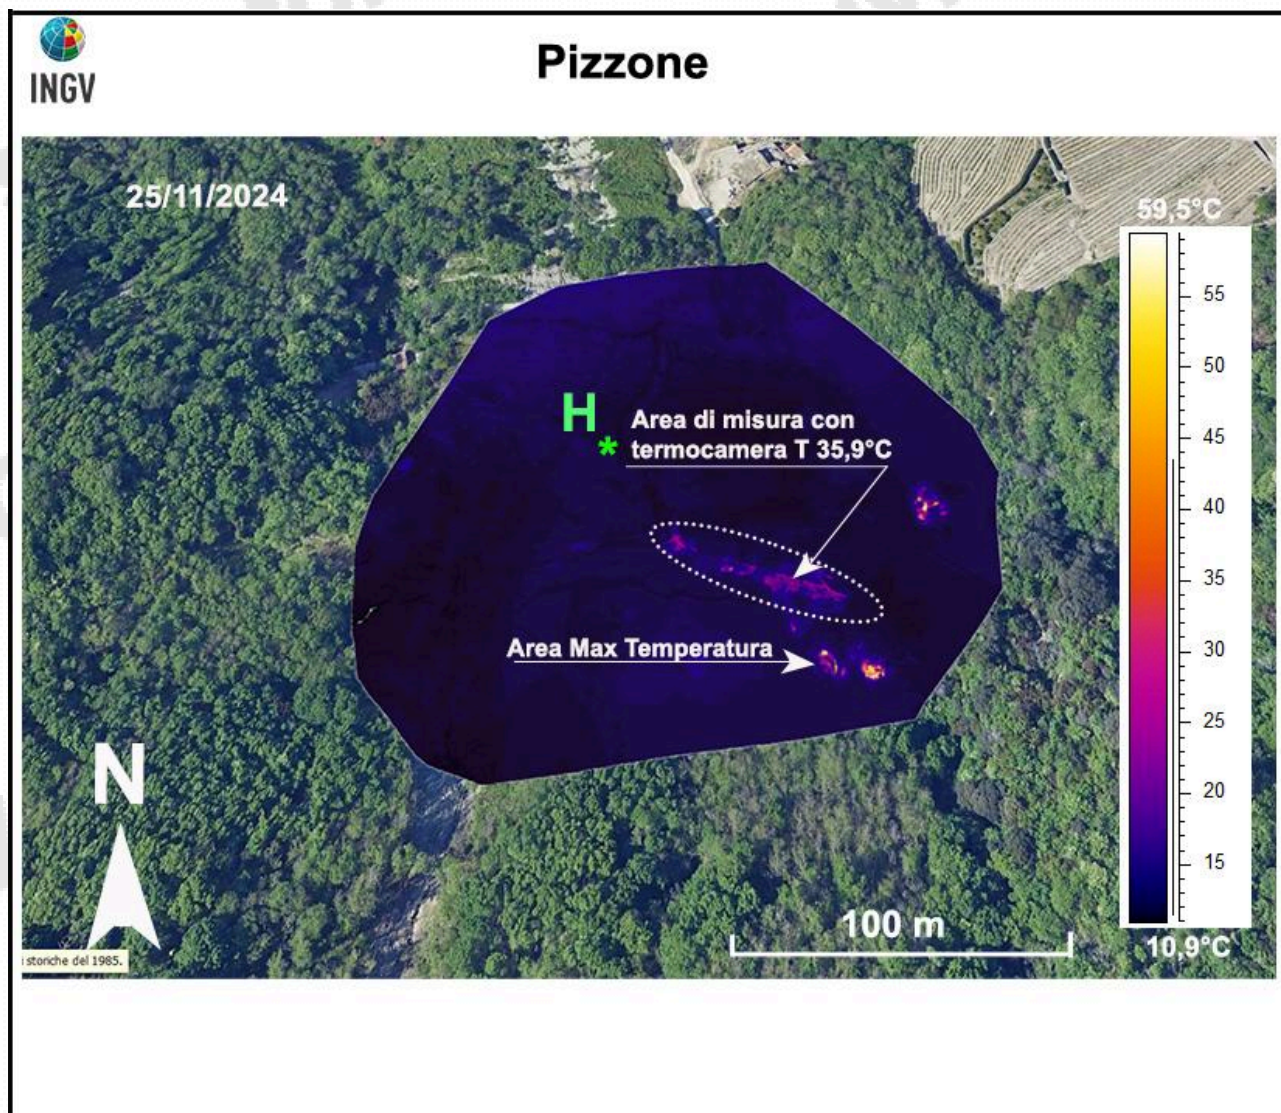 INGV
Pizzone
25/11/2024
59,5°C
55
50
45
40
35
30
25
20
15
10,9°C
H
*
Area di misura con
termocamera T 35,9°C
Area Max Temperatura
N
100 m
storiche del 1985.